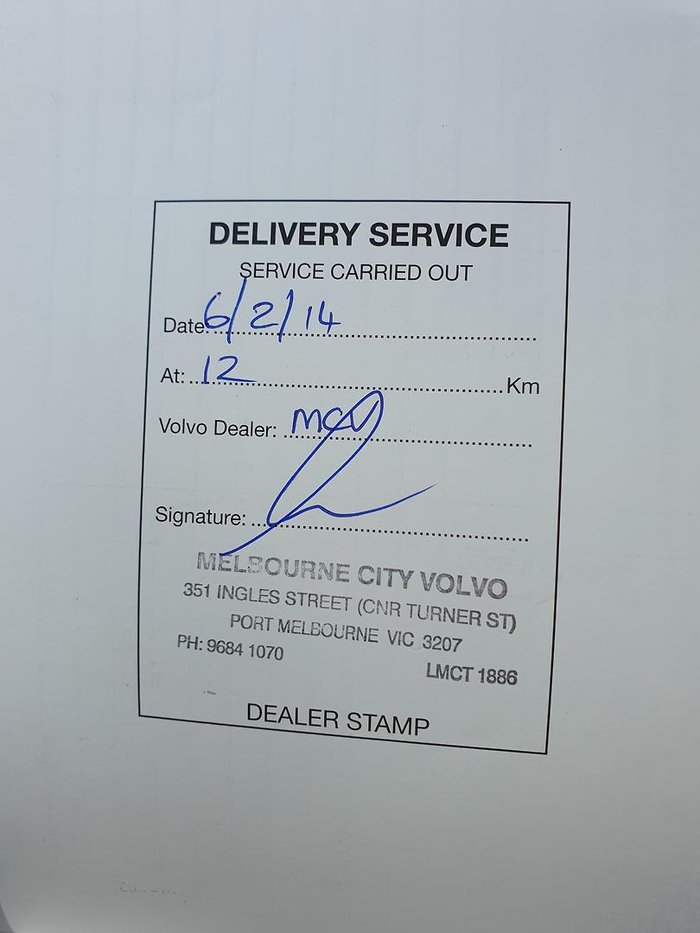 DELIVERY SERVICE
SERVICE CARRIED OUT
Date: 6/2/14
At: 12 Km
Volvo Dealer: MCV
Signature:
MELBOURNE CITY VOLVO
351 INGLES STREET (CNR TURNER ST)
PORT MELBOURNE VIC 3207
PH: 9684 1070
LMCT 1886
DEALER STAMP